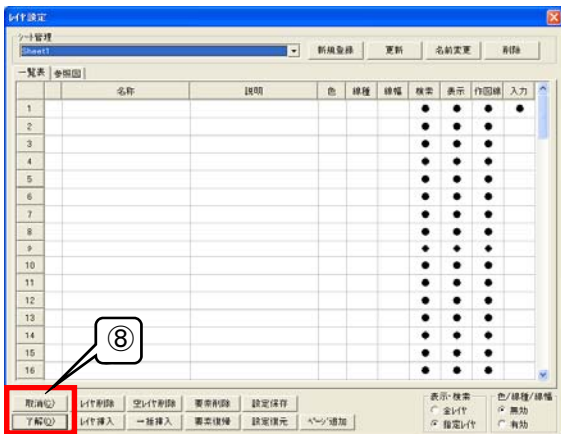 レイヤ設定
シート管理
Sheet1
新規登録 更新 名前変更 削除
一覧表 参照図
名称 説明 色 線種 線幅 検索 表示 作図線 入力
1 ● ● ● ●
2 ● ● ●
3 ● ● ●
4 ● ● ●
5 ● ● ●
6 ● ● ●
7 ● ● ●
8 ● ● ●
9 ● ● ●
10 ● ● ●
11 ● ● ●
12 ● ● ●
13 ● ● ●
14 ● ● ●
15 ● ● ●
16 ● ● ●
⑧
取消(C) レイヤ削除 空レイヤ削除 要素削除 設定保存
了解(O) レイヤ挿入 一括挿入 要素復帰 設定復元 ページ追加
表示・検索
全レイヤ
指定レイヤ
色/線種/線幅
無効
有効